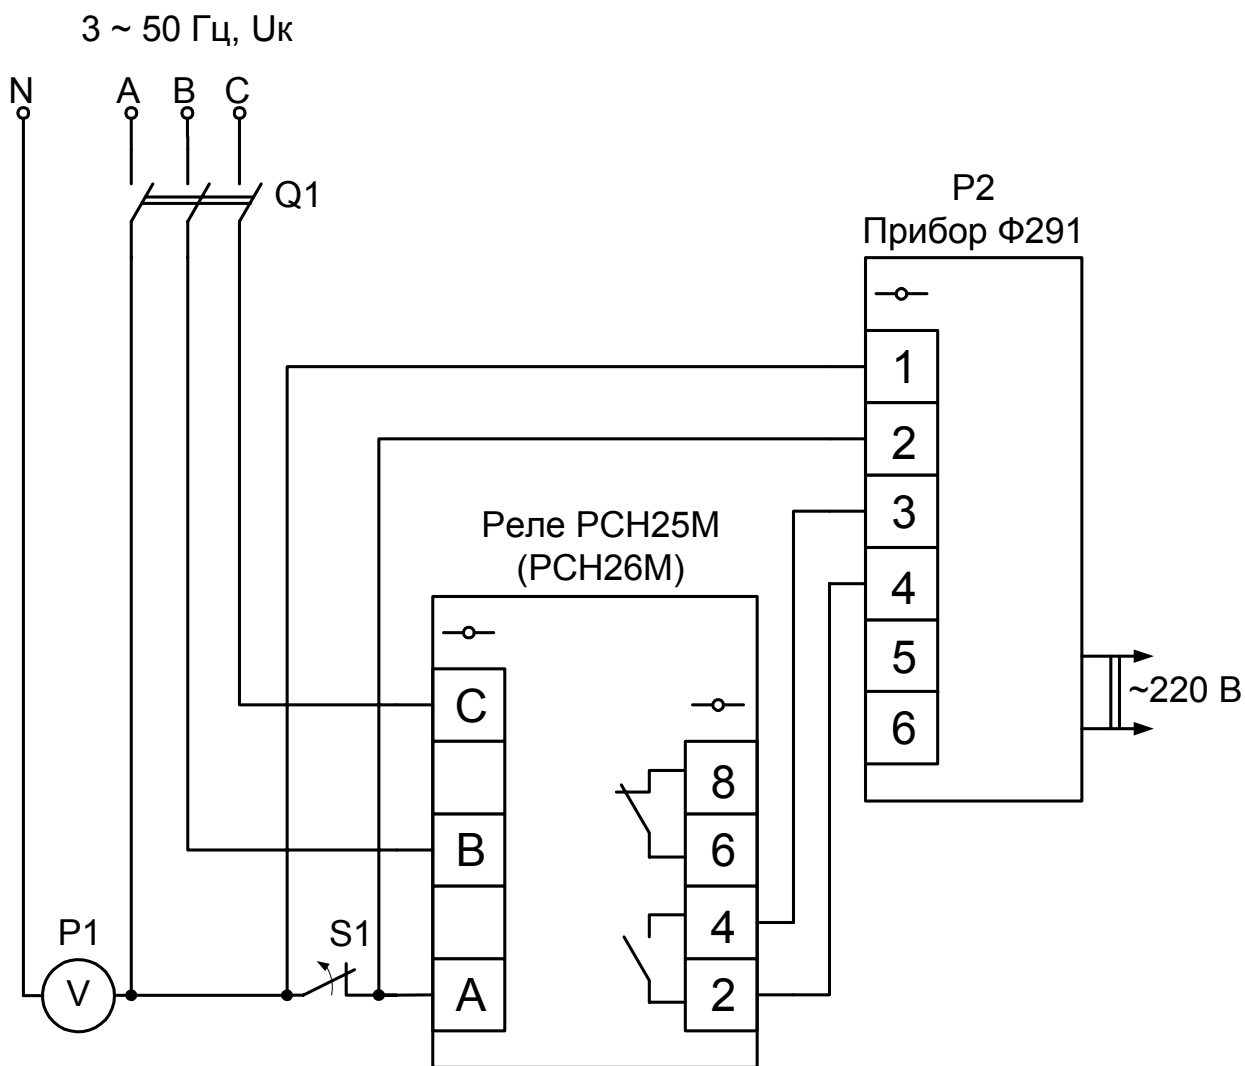 3 ~ 50 Гц, Uк
N A B C
Q1
P2
Прибор Ф291
1
2
3
4
5
6
~220 В
Реле РСН25М
(РСН26М)
C
B
A
8
6
4
2
P1
V
S1